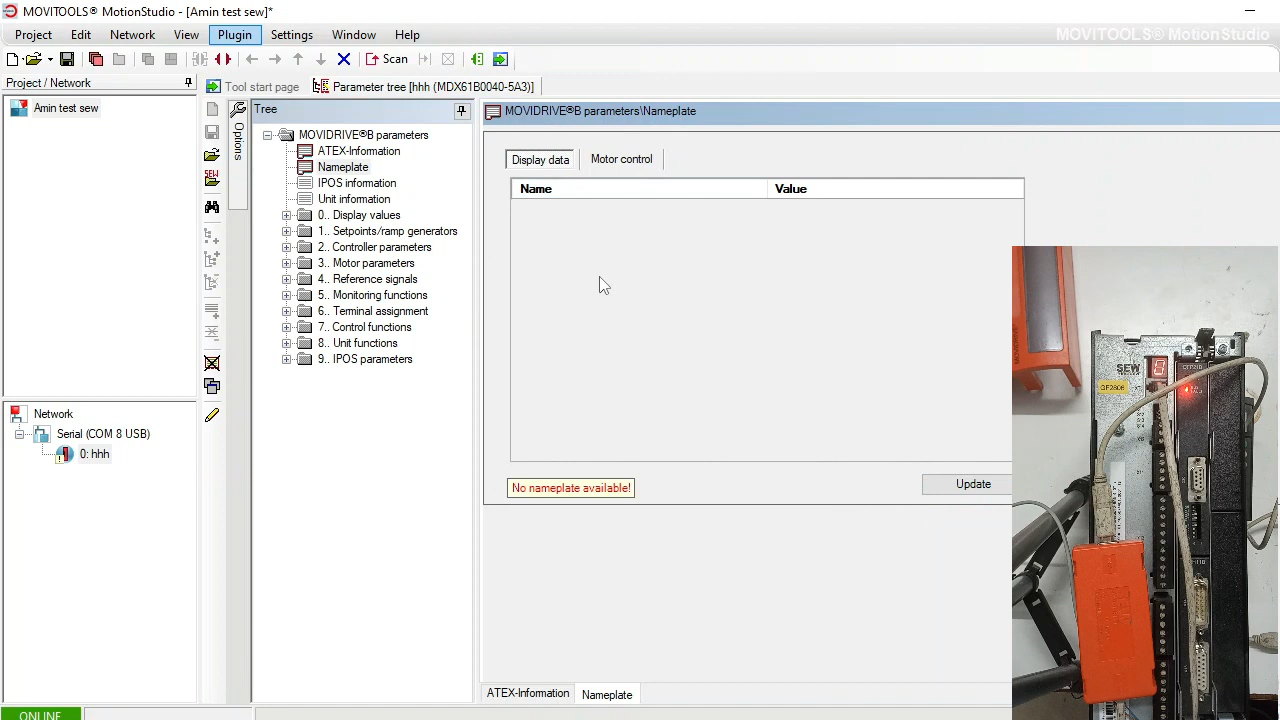 MOVITOOLS® MotionStudio - [Amin test sew]*
Project Edit Network View Plugin Settings Window Help
MOVITOOLS® MotionStudio
Scan
Project / Network
Tool start page
Parameter tree [hhh (MDX61B0040-5A3)]
Amin test sew
Options
Tree
MOVIDRIVE®B parameters
ATEX-Information
Nameplate
IPOS information
Unit information
0.. Display values
1.. Setpoints/ramp generators
2.. Controller parameters
3.. Motor parameters
4.. Reference signals
5.. Monitoring functions
6.. Terminal assignment
7.. Control functions
8.. Unit functions
9.. IPOS parameters
MOVIDRIVE®B parameters\Nameplate
Display data
Motor control
Name Value
No nameplate available!
Update
ATEX-Information
Nameplate
Network
Serial (COM 8 USB)
0: hhh
ONLINE
SEW